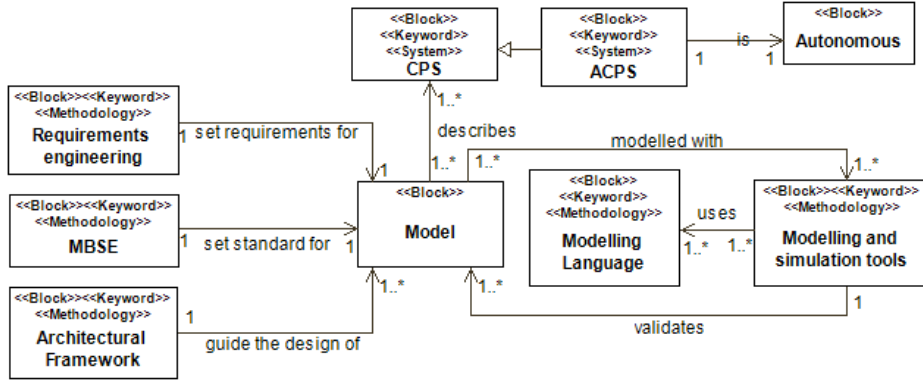 <<Block>>
<<Keyword>>
<<System>>
CPS
<<Block>>
<<Keyword>>
<<System>>
ACPS
1
is
1
<<Block>>
Autonomous
<<Block>><<Keyword>>
<<Methodology>>
Requirements
engineering
1
set requirements for
1
1..*
describes
1..*
1..*
modelled with
1..*
<<Block>><<Keyword>>
<<Methodology>>
MBSE
1
set standard for
1
<<Block>>
Model
<<Block>>
<<Keyword>>
<<Methodology>>
Modelling
Language
uses
1..*
1..*
<<Block>><<Keyword>>
<<Methodology>>
Modelling and
simulation tools
<<Block>><<Keyword>>
<<Methodology>>
Architectural
Framework
1
guide the design of
1..*
1..*
validates
1